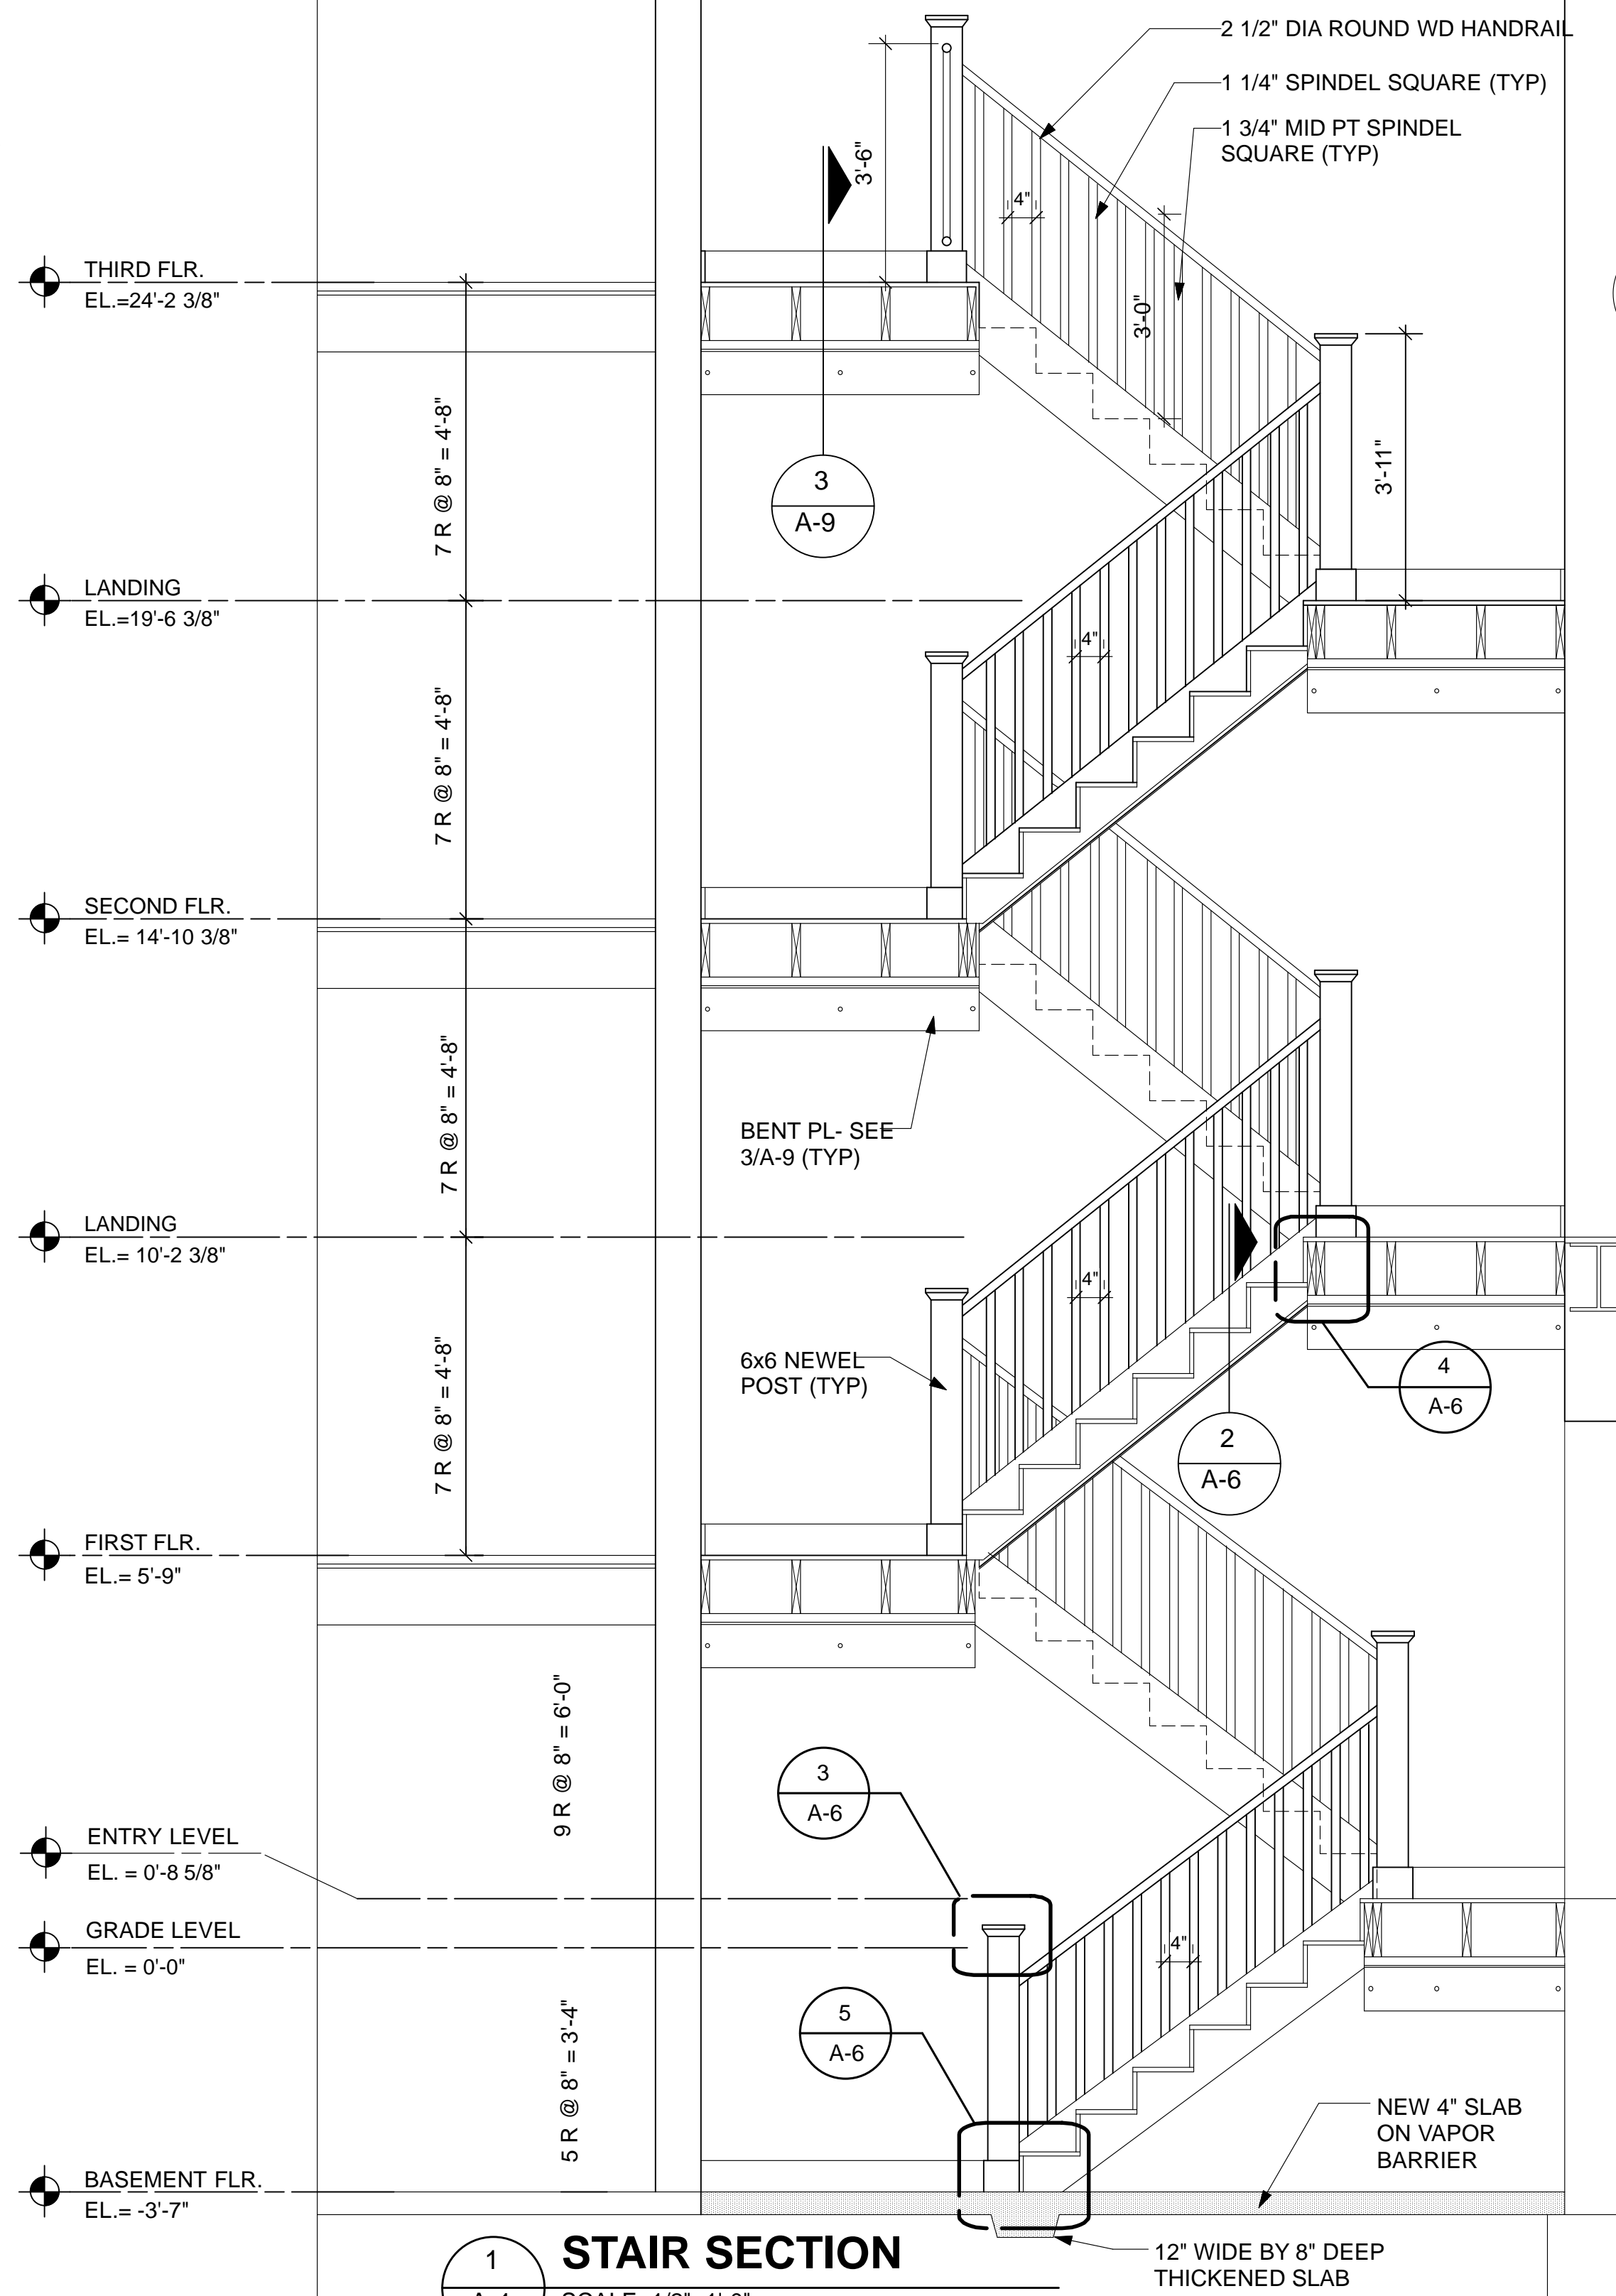 2 1/2" DIA ROUND WD HANDRAIL
1 1/4" SPINDEL SQUARE (TYP)
1 3/4" MID PT SPINDEL
SQUARE (TYP)
3'-6"
4"
3'-0"
THIRD FLR.
EL.=24'-2 3/8"
7 R @ 8" = 4'-8"
3
A-9
3'-11"
LANDING
EL.=19'-6 3/8"
4"
7 R @ 8" = 4'-8"
SECOND FLR.
EL.= 14'-10 3/8"
7 R @ 8" = 4'-8"
BENT PL- SEE
3/A-9 (TYP)
LANDING
EL.= 10'-2 3/8"
4"
7 R @ 8" = 4'-8"
6x6 NEWEL
POST (TYP)
4
A-6
2
A-6
FIRST FLR.
EL.= 5'-9"
9 R @ 8" = 6'-0"
3
A-6
ENTRY LEVEL
EL. = 0'-8 5/8"
GRADE LEVEL
EL. = 0'-0"
4"
5 R @ 8" = 3'-4"
5
A-6
NEW 4" SLAB
ON VAPOR
BARRIER
BASEMENT FLR.
EL.= -3'-7"
1
STAIR SECTION
12" WIDE BY 8" DEEP
THICKENED SLAB